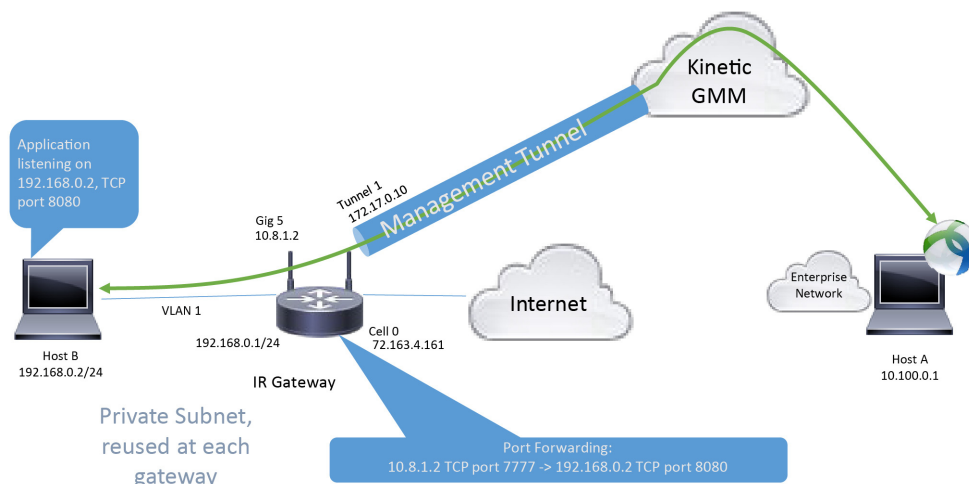 Kinetic
GMM
Application
listening on
192.168.0.2, TCP
port 8080
Management Tunnel
Tunnel 1
172.17.0.10
Gig 5
10.8.1.2
Internet
Enterprise
Network
VLAN 1
Cell 0
72.163.4.161
192.168.0.1/24
Host B
192.168.0.2/24
IR Gateway
Host A
10.100.0.1
Private Subnet,
reused at each
gateway
Port Forwarding:
10.8.1.2 TCP port 7777 -> 192.168.0.2 TCP port 8080